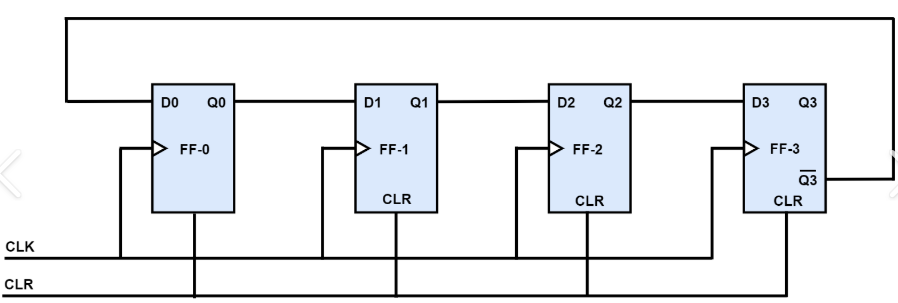 D0 Q0 D1 Q1 D2 Q2 D3 Q3
FF-0 FF-1 FF-2 FF-3
Q3
CLR CLR CLR
CLK
CLR